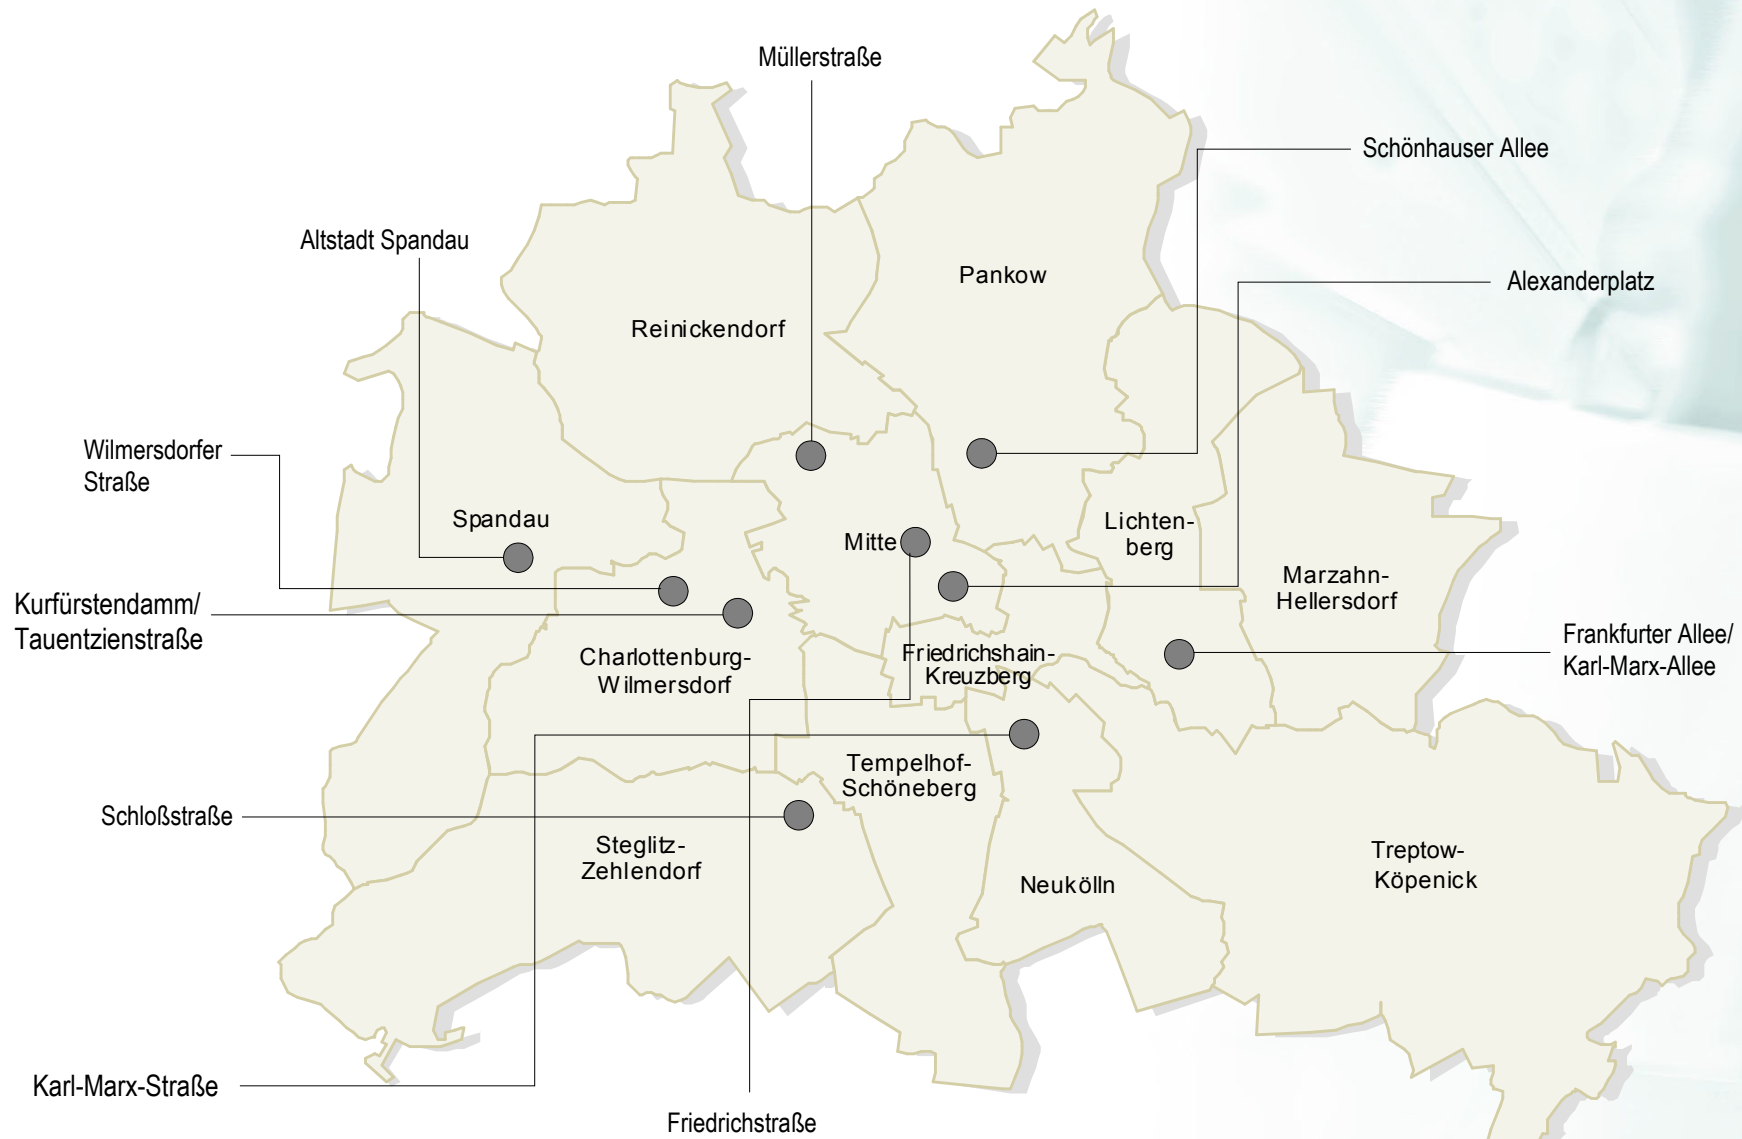 Müllerstraße
Schönhauser Allee
Altstadt Spandau
Pankow
Alexanderplatz
Reinickendorf
Wilmersdorfer
Straße
Spandau
Mitte
Lichten-
berg
Marzahn-
Hellersdorf
Kurfürstendamm/
Tauentzienstraße
Charlottenburg-
Wilmersdorf
Friedrichshain-
Kreuzberg
Frankfurter Allee/
Karl-Marx-Allee
Tempelhof-
Schöneberg
Schloßstraße
Steglitz-
Zehlendorf
Neukölln
Treptow-
Köpenick
Karl-Marx-Straße
Friedrichstraße